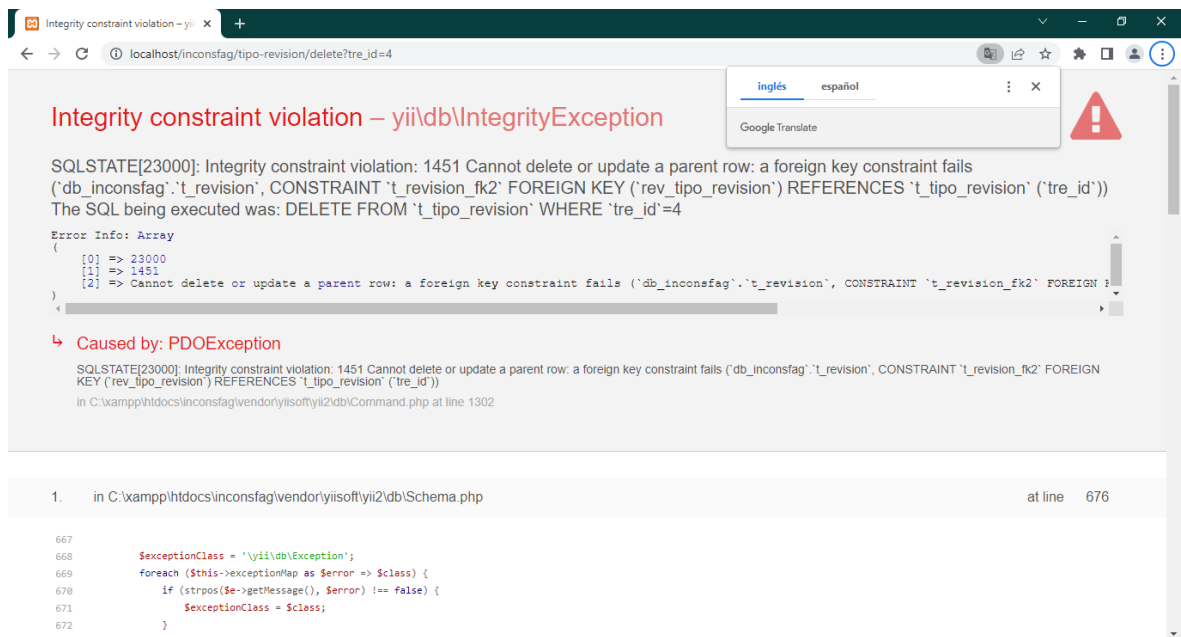 Integrity constraint violation – yi
localhost/inconsfag/tipo-revision/delete?tre_id=4
inglés español
Google Translate
Integrity constraint violation – yii\db\IntegrityException
SQLSTATE[23000]: Integrity constraint violation: 1451 Cannot delete or update a parent row: a foreign key constraint fails
(`db_inconsfag`.`t_revision`, CONSTRAINT `t_revision_fk2` FOREIGN KEY (`rev_tipo_revision`) REFERENCES `t_tipo_revision` (`tre_id`))
The SQL being executed was: DELETE FROM `t_tipo_revision` WHERE `tre_id`=4
Error Info: Array
(
[0] => 23000
[1] => 1451
[2] => Cannot delete or update a parent row: a foreign key constraint fails (`db_inconsfag`.`t_revision`, CONSTRAINT `t_revision_fk2` FOREIGN
)
↳ Caused by: PDOException
SQLSTATE[23000]: Integrity constraint violation: 1451 Cannot delete or update a parent row: a foreign key constraint fails (`db_inconsfag`.`t_revision`, CONSTRAINT `t_revision_fk2` FOREIGN
KEY (`rev_tipo_revision`) REFERENCES `t_tipo_revision` (`tre_id`))
in C:\xampp\htdocs\inconsfag\vendor\yiisoft\yii2\db\Command.php at line 1302
1. in C:\xampp\htdocs\inconsfag\vendor\yiisoft\yii2\db\Schema.php at line 676
667
668 $exceptionClass = '\yii\db\Exception';
669 foreach ($this->exceptionMap as $error => $class) {
670 if (strpos($e->getMessage(), $error) !== false) {
671 $exceptionClass = $class;
672 }